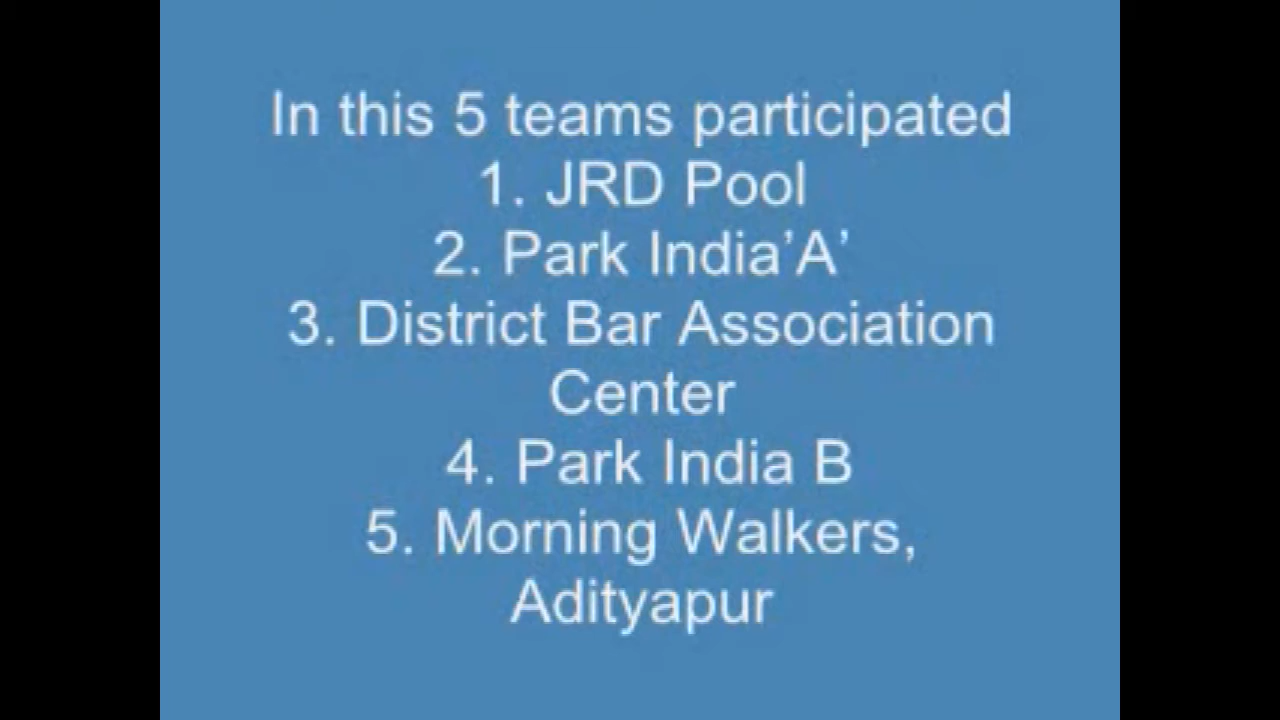 In this 5 teams participated
1. JRD Pool
2. Park India’A’
3. District Bar Association
Center
4. Park India B
5. Morning Walkers,
Adityapur